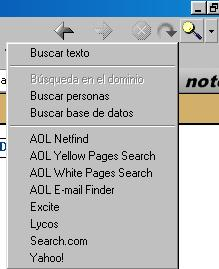 Buscar texto
Búsqueda en el dominio
Buscar personas
Buscar base de datos
AOL Netfind
AOL Yellow Pages Search
AOL White Pages Search
AOL E-mail Finder
Excite
Lycos
Search.com
Yahoo!
note